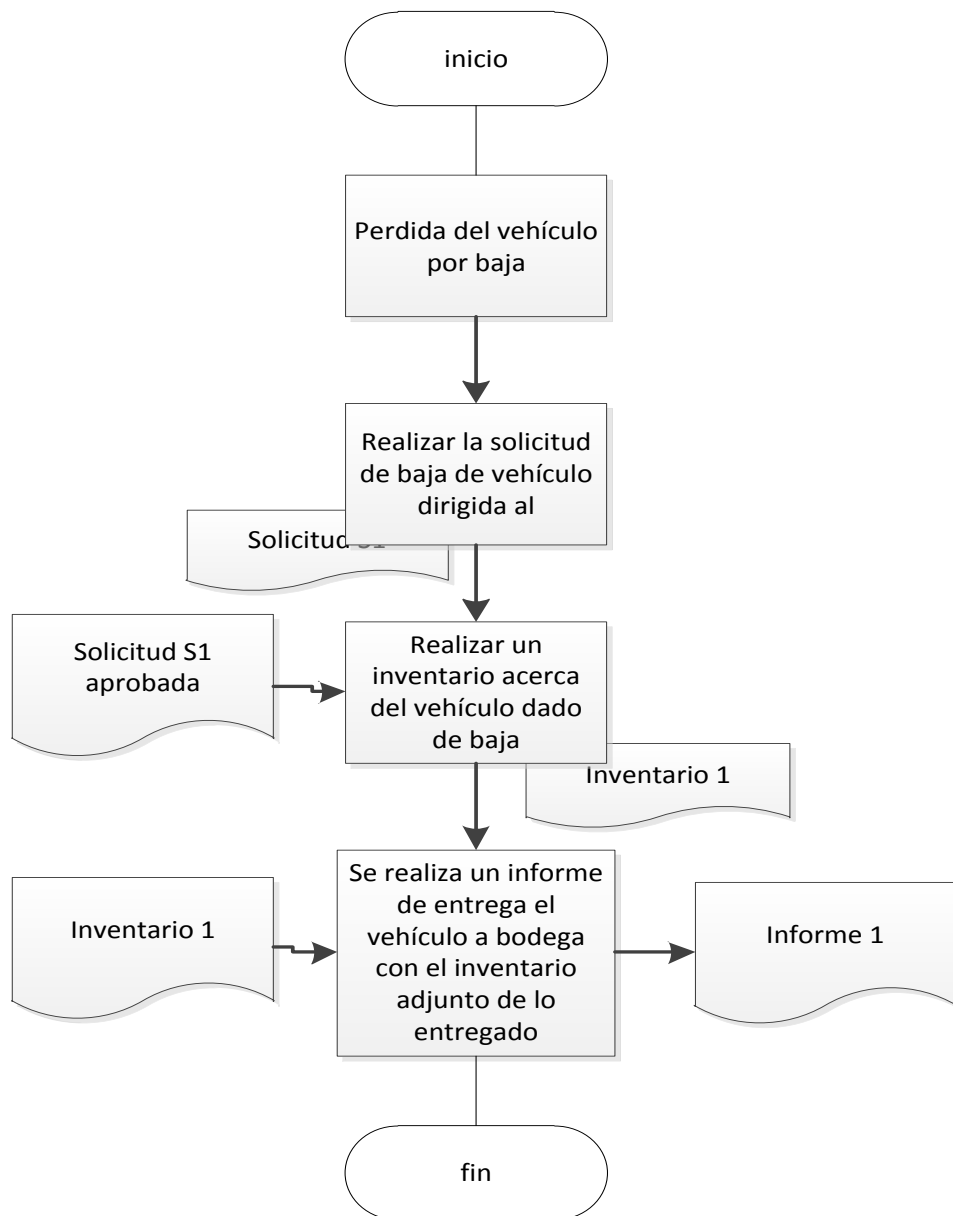 inicio
Perdida del vehículo
por baja
Realizar la solicitud
de baja de vehículo
dirigida al
Solicitud S1
Solicitud S1
aprobada
Realizar un
inventario acerca
del vehículo dado
de baja
Inventario 1
Se realiza un informe
de entrega el
vehículo a bodega
con el inventario
adjunto de lo
entregado
Inventario 1
Informe 1
fin